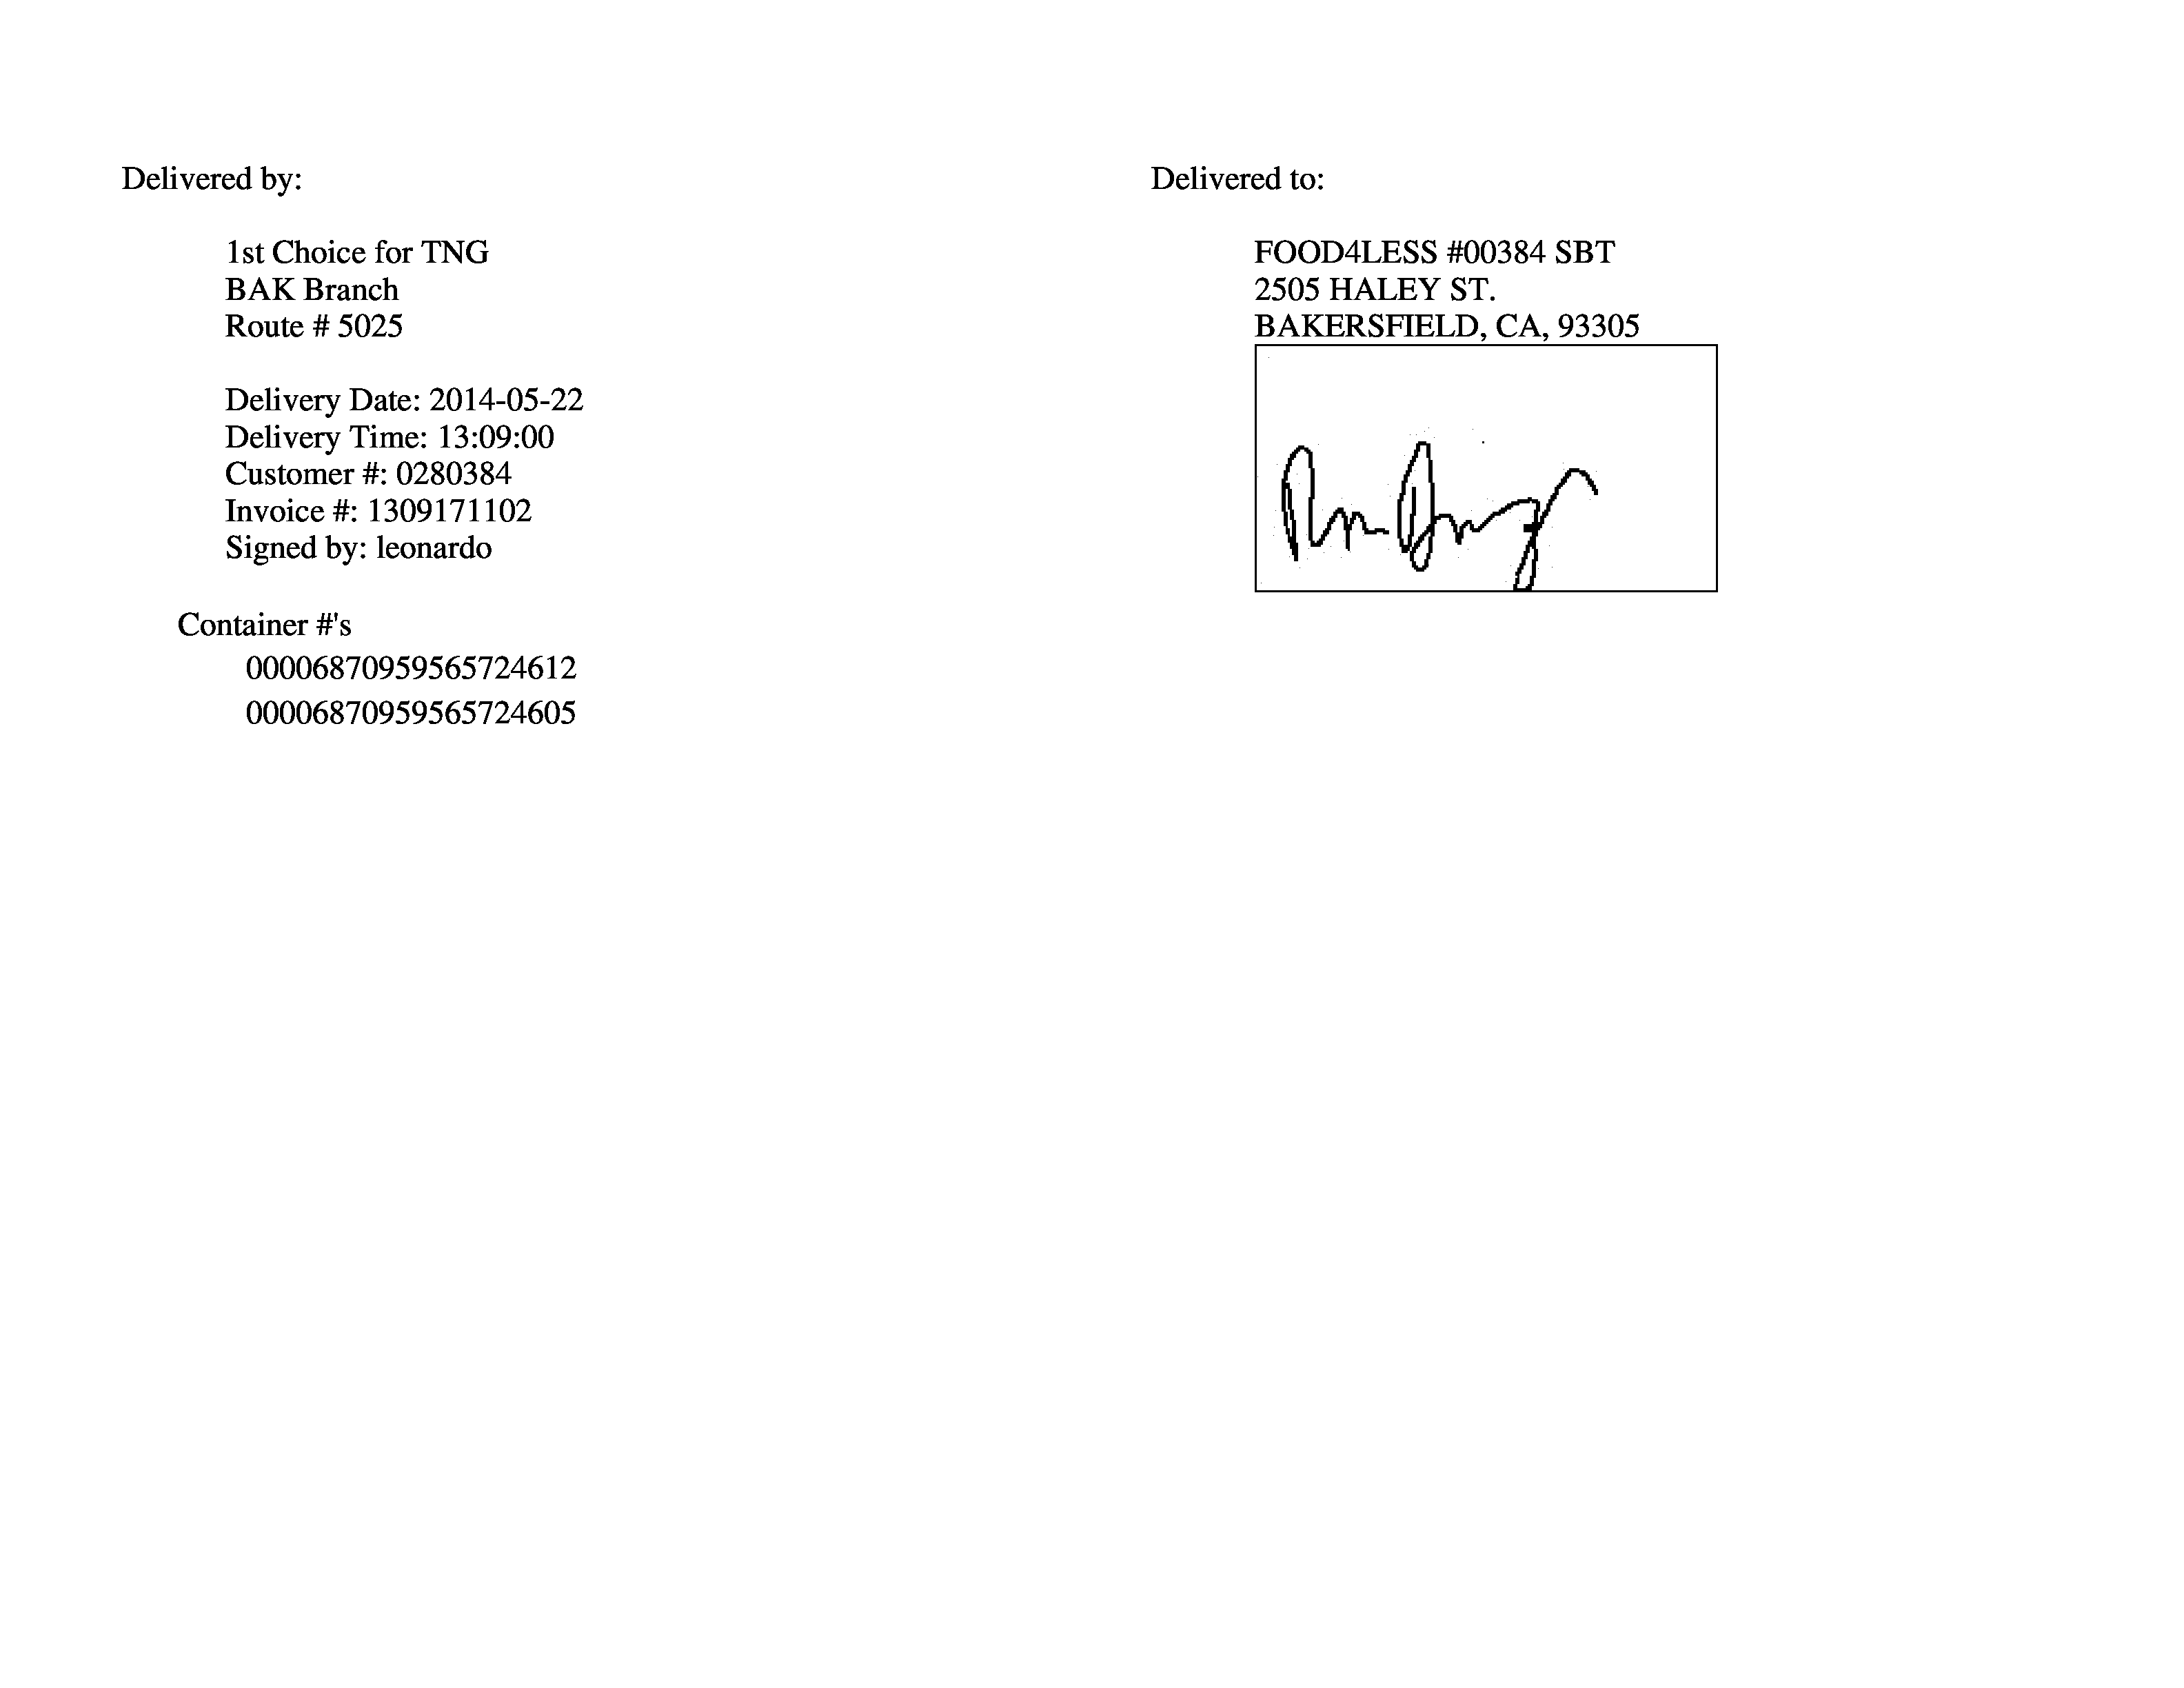 Delivered by:
1st Choice for TNG
BAK Branch
Route # 5025
Delivery Date: 2014-05-22
Delivery Time: 13:09:00
Customer #: 0280384
Invoice #: 1309171102
Signed by: leonardo
Container #'s
00006870959565724612
00006870959565724605
Delivered to:
FOOD4LESS #00384 SBT
2505 HALEY ST.
BAKERSFIELD, CA, 93305